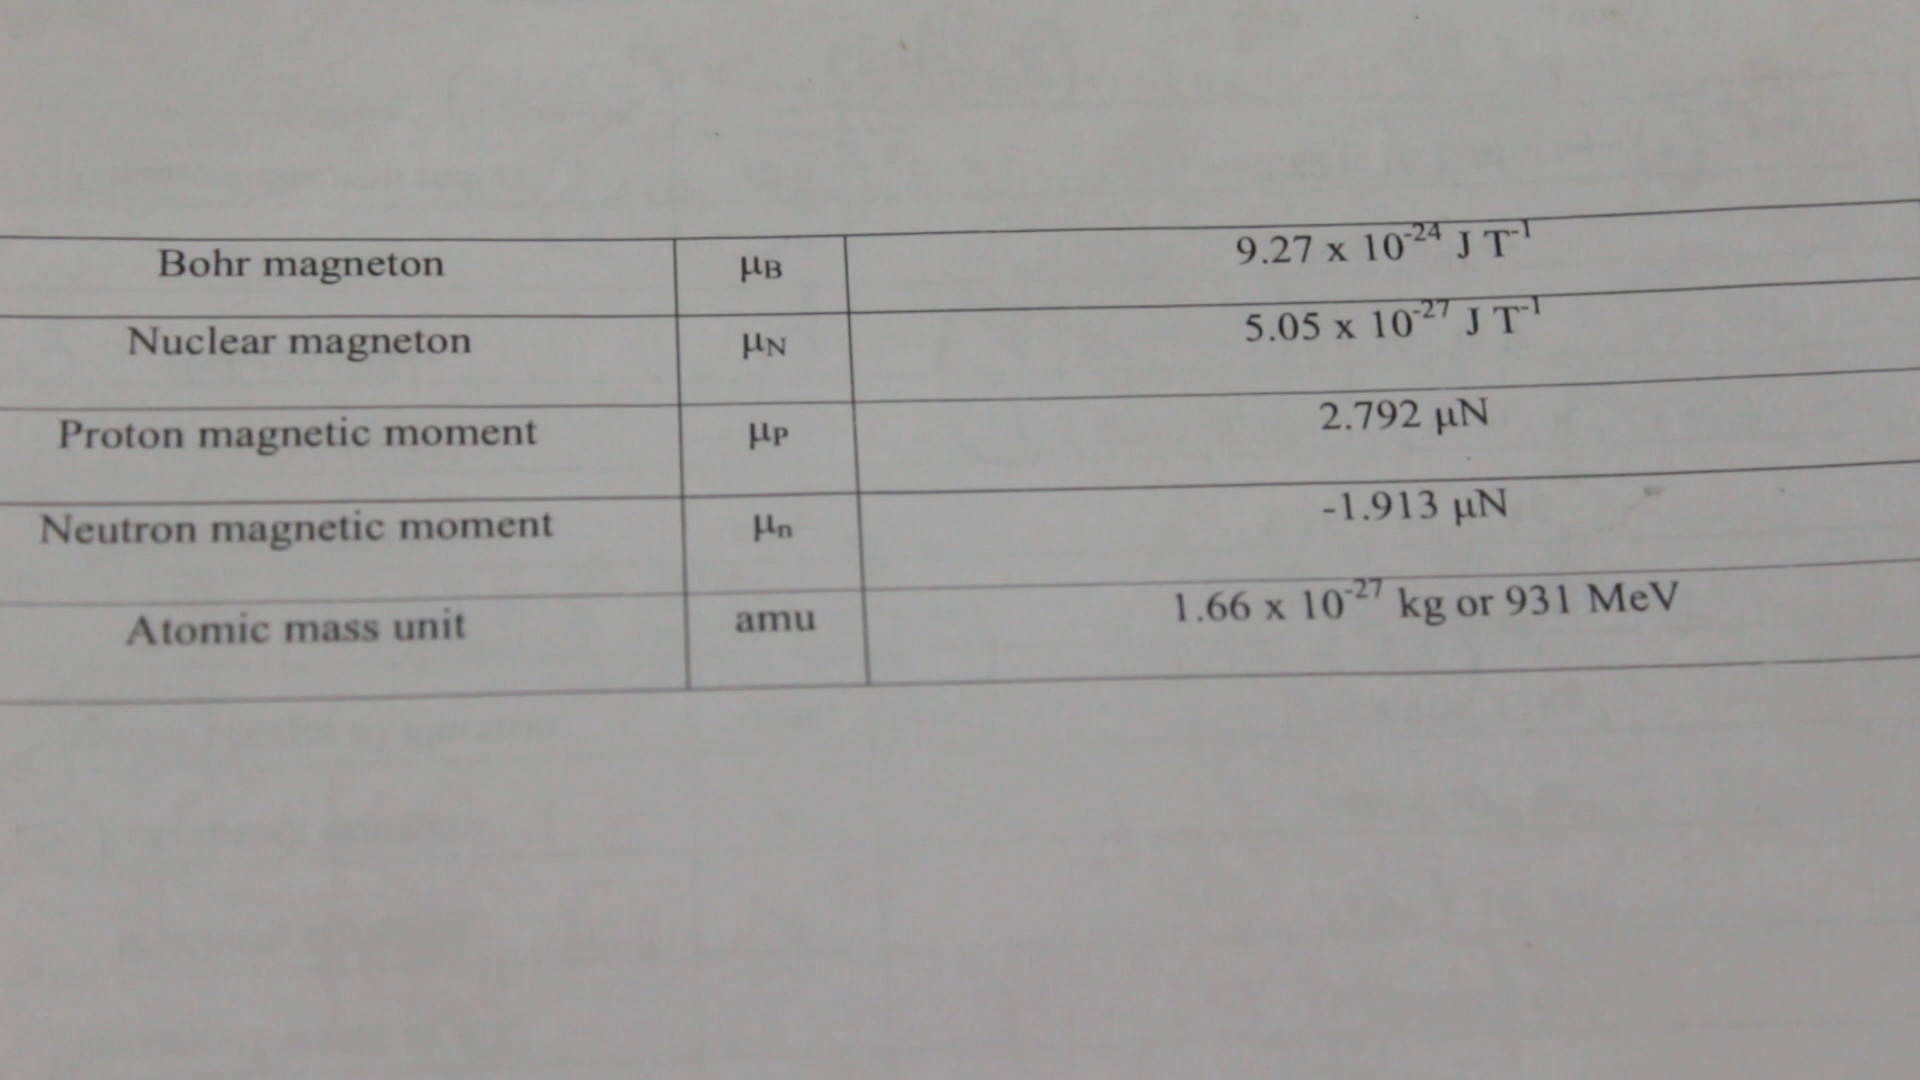 Bohr magneton μB 9.27 x 10⁻²⁴ J T⁻¹
Nuclear magneton μN 5.05 x 10⁻²⁷ J T⁻¹
Proton magnetic moment μP 2.792 μN
Neutron magnetic moment μn -1.913 μN
Atomic mass unit amu 1.66 x 10⁻²⁷ kg or 931 MeV